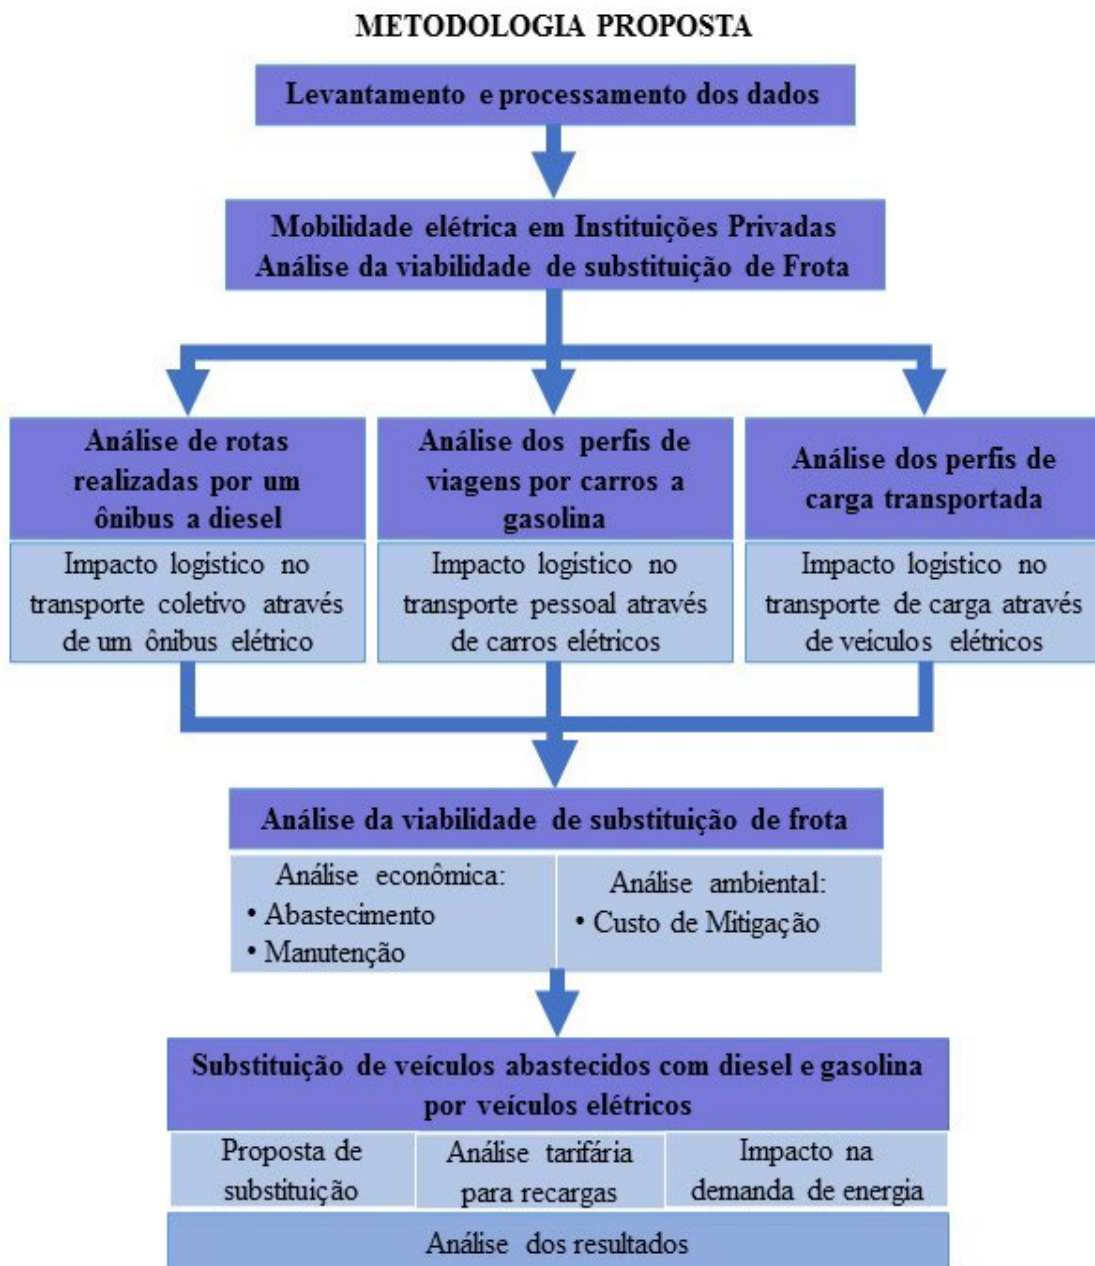 METODOLOGIA PROPOSTA
Levantamento e processamento dos dados
Mobilidade elétrica em Instituições Privadas
Análise da viabilidade de substituição de Frota
Análise de rotas
realizadas por um
ônibus a diesel
Impacto logístico no
transporte coletivo através
de um ônibus elétrico
Análise dos perfis de
viagens por carros a
gasolina
Impacto logístico no
transporte pessoal através
de carros elétricos
Análise dos perfis de
carga transportada
Impacto logístico no
transporte de carga através
de veículos elétricos
Análise da viabilidade de substituição de frota
Análise econômica:
• Abastecimento
• Manutenção
Análise ambiental:
• Custo de Mitigação
Substituição de veículos abastecidos com diesel e gasolina
por veículos elétricos
Proposta de
substituição
Análise tarifária
para recargas
Impacto na
demanda de energia
Análise dos resultados